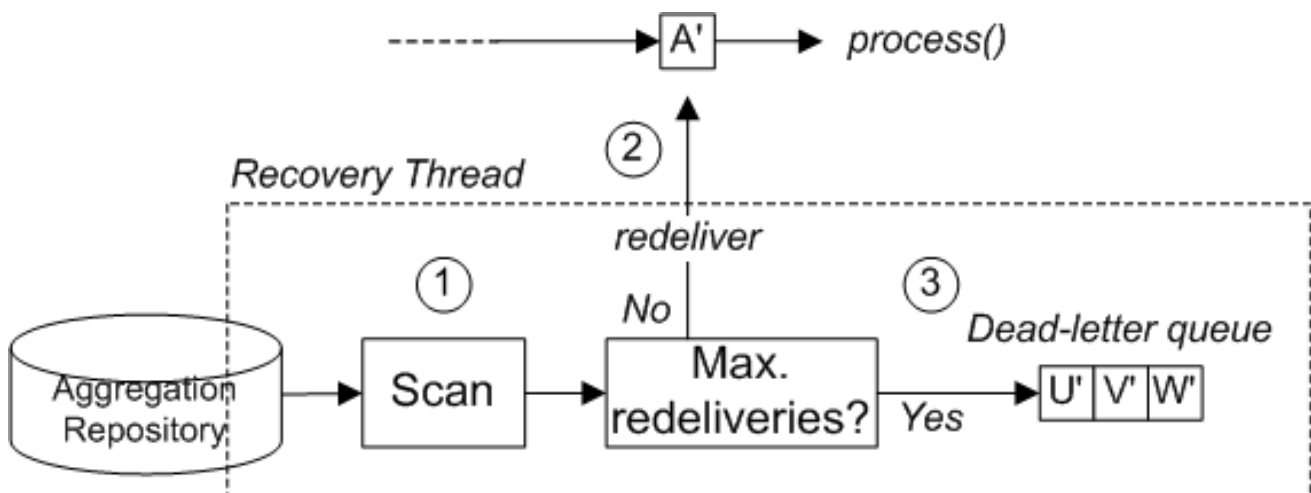 A'
process()
2
Recovery Thread
redeliver
1
3
No
Dead-letter queue
Aggregation
Repository
Scan
Max.
redeliveries?
Yes
U' V' W'